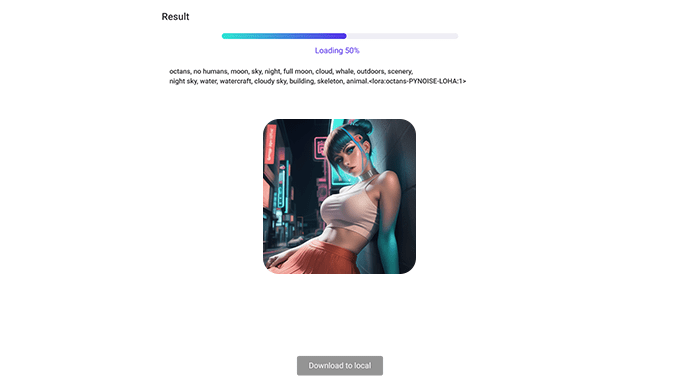 Result
Loading 50%
octans, no humans, moon, sky, night, full moon, cloud, whale, outdoors, scenery,
night sky, water, watercraft, cloudy sky, building, skeleton, animal.<lora:octans-PYNOISE-LOHA:1>
Download to local